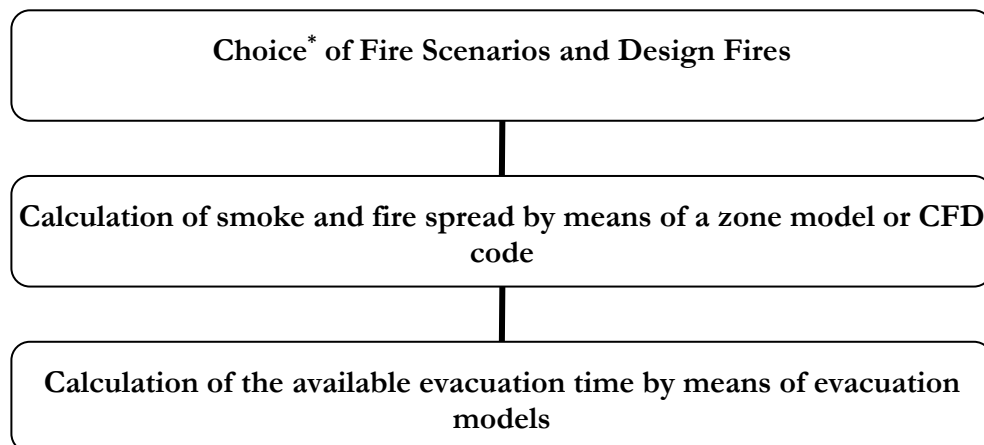 Choice* of Fire Scenarios and Design Fires
Calculation of smoke and fire spread by means of a zone model or CFD
code
Calculation of the available evacuation time by means of evacuation
models